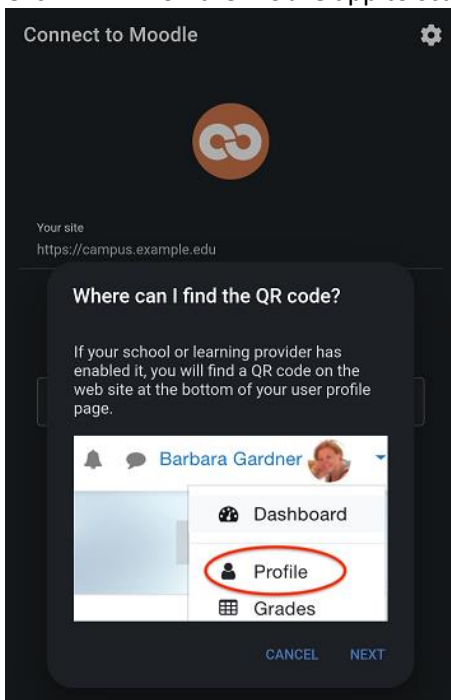 Connect to Moodle
Your site
https://campus.example.edu
Where can I find the QR code?
If your school or learning provider has
enabled it, you will find a QR code on the
web site at the bottom of your user profile
page.
Barbara Gardner
Dashboard
Profile
Grades
CANCEL NEXT